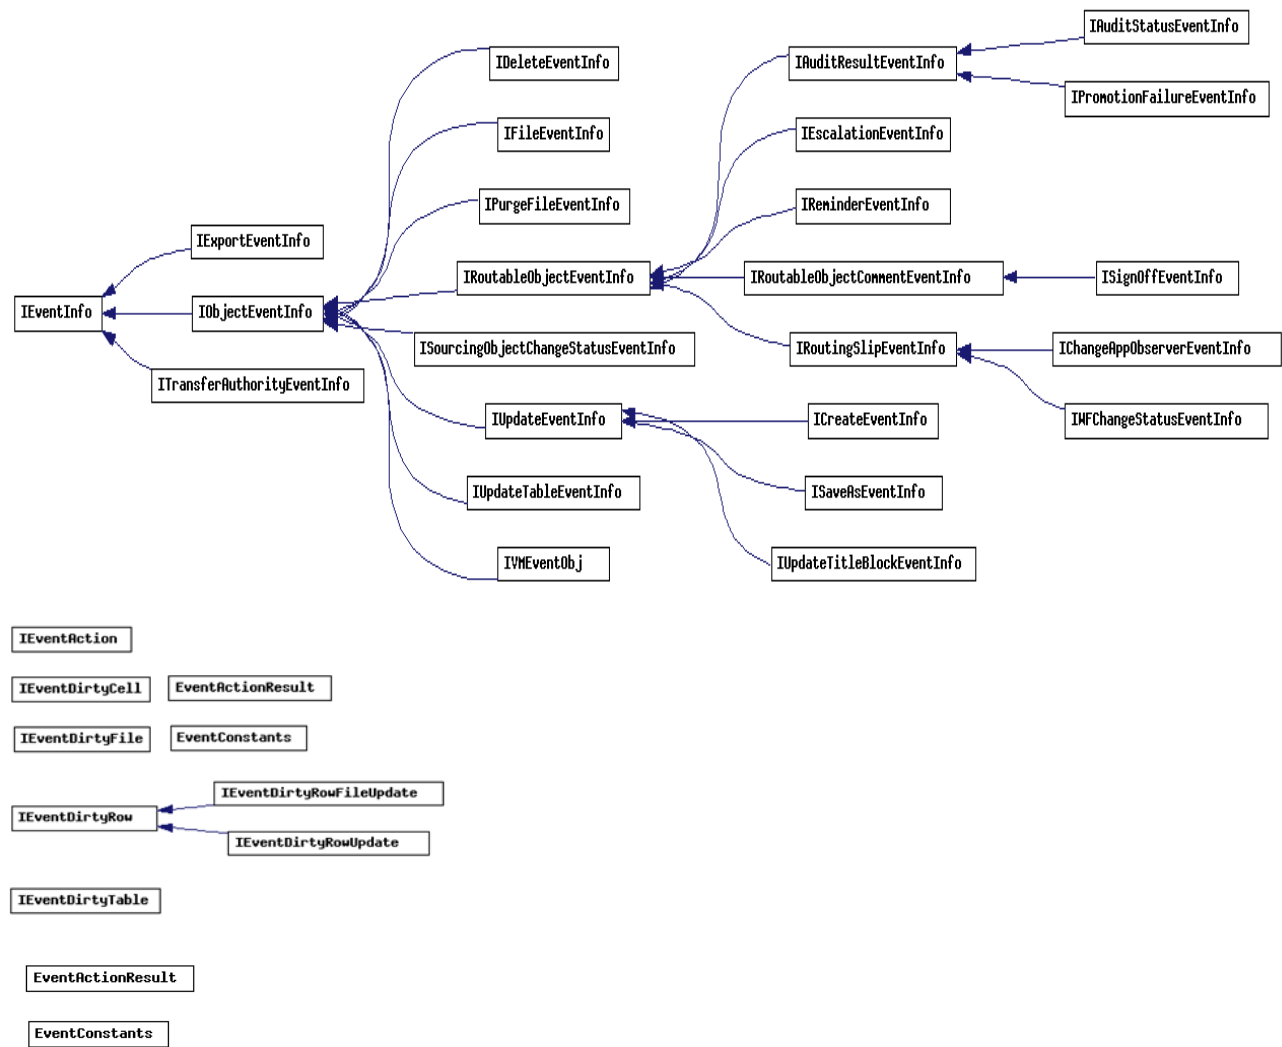 IAuditStatusEventInfo
IDeleteEventInfo
IAuditResultEventInfo
IPromotionFailureEventInfo
IFileEventInfo
IEscalationEventInfo
IPurgeFileEventInfo
IReminderEventInfo
IExportEventInfo
IRoutableObjectEventInfo
IRoutableObjectCommentEventInfo
ISignOffEventInfo
IEventInfo
IObjectEventInfo
ISourcingObjectChangeStatusEventInfo
IRoutingSlipEventInfo
IChangeAppObserverEventInfo
ITransferAuthorityEventInfo
IUpdateEventInfo
ICreateEventInfo
IWFChangeStatusEventInfo
IUpdateTableEventInfo
ISaveAsEventInfo
IVMEventObj
IUpdateTitleBlockEventInfo
IEventAction
IEventDirtyCell
EventActionResult
IEventDirtyFile
EventConstants
IEventDirtyRowFileUpdate
IEventDirtyRow
IEventDirtyRowUpdate
IEventDirtyTable
EventActionResult
EventConstants